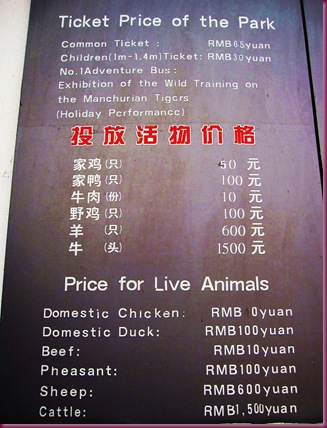 Ticket Price of the Park
Common Ticket : RMB65yuan
Children(1m-1.4m)Ticket: RMB30yuan
No.1Adventure Bus:
Exhibition of the Wild Training on
the Manchurian Tigers
(Holiday Performance)
投放活物价格
家鸡(只) 50 元
家鸭(只) 100 元
牛肉(份) 10 元
野鸡(只) 100 元
羊 (只) 600 元
牛 (头) 1500 元
Price for Live Animals
Domestic Chicken: RMB 0yuan
Domestic Duck: RMB100yuan
Beef: RMB10yuan
Pheasant: RMB100yuan
Sheep: RMB600yuan
Cattle: RMB1,500yuan